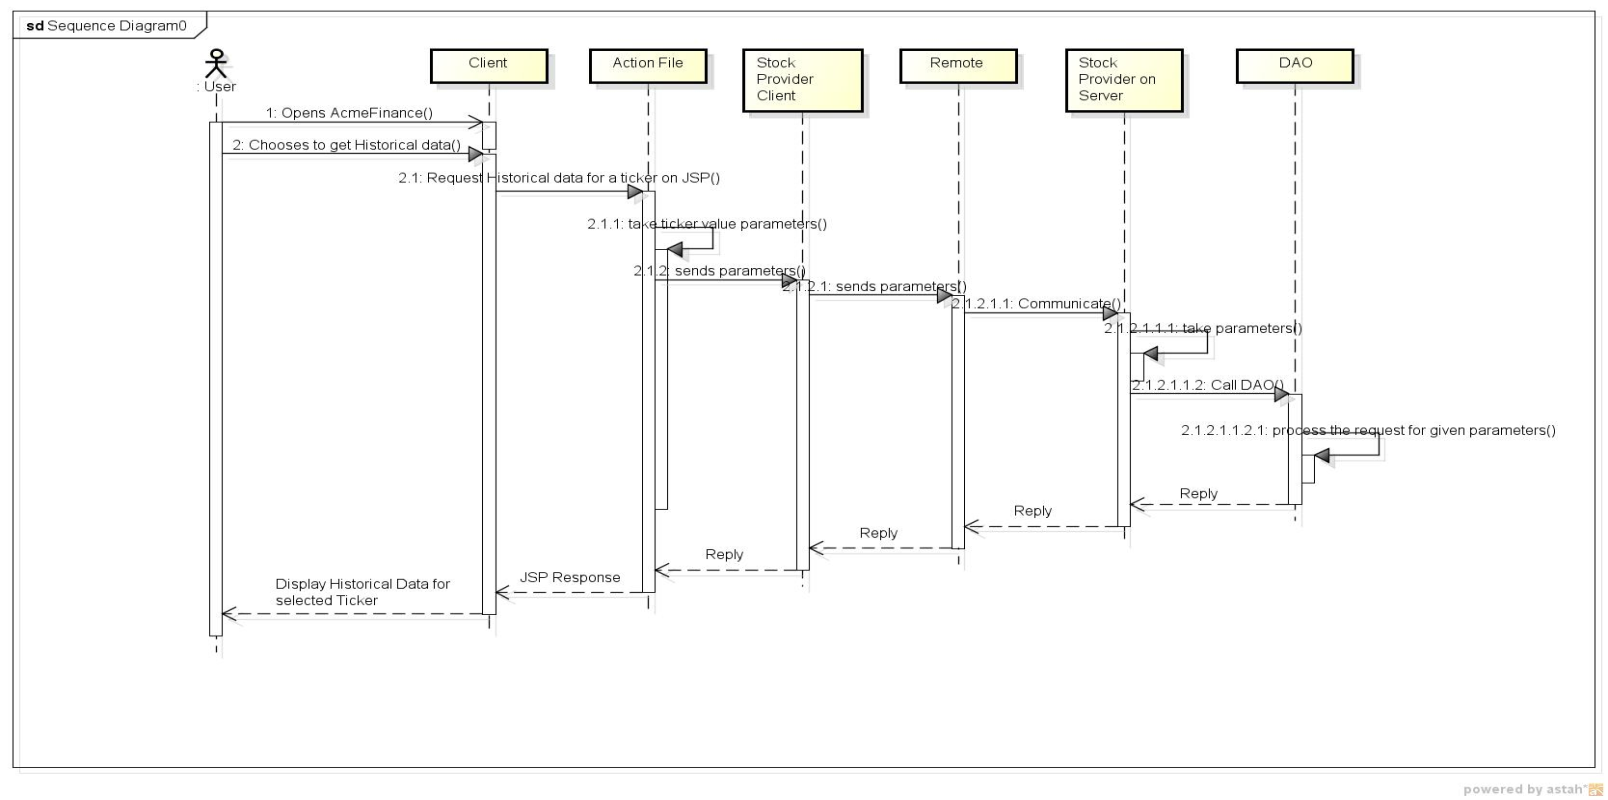 sd Sequence Diagram0
: User
Client
Action File
Stock
Provider
Client
Remote
Stock
Provider on
Server
DAO
1: Opens AcmeFinance()
2: Chooses to get Historical data()
2.1: Request Historical data for a ticker on JSP()
2.1.1: take ticker value parameters()
2.1.2: sends parameters()
2.1.2.1: sends parameters()
2.1.2.1.1: Communicate()
2.1.2.1.1.1: take parameters()
2.1.2.1.1.2: Call DAO()
2.1.2.1.1.2.1: process the request for given parameters()
Reply
Reply
Reply
Reply
JSP Response
Display Historical Data for
selected Ticker
powered by astah*